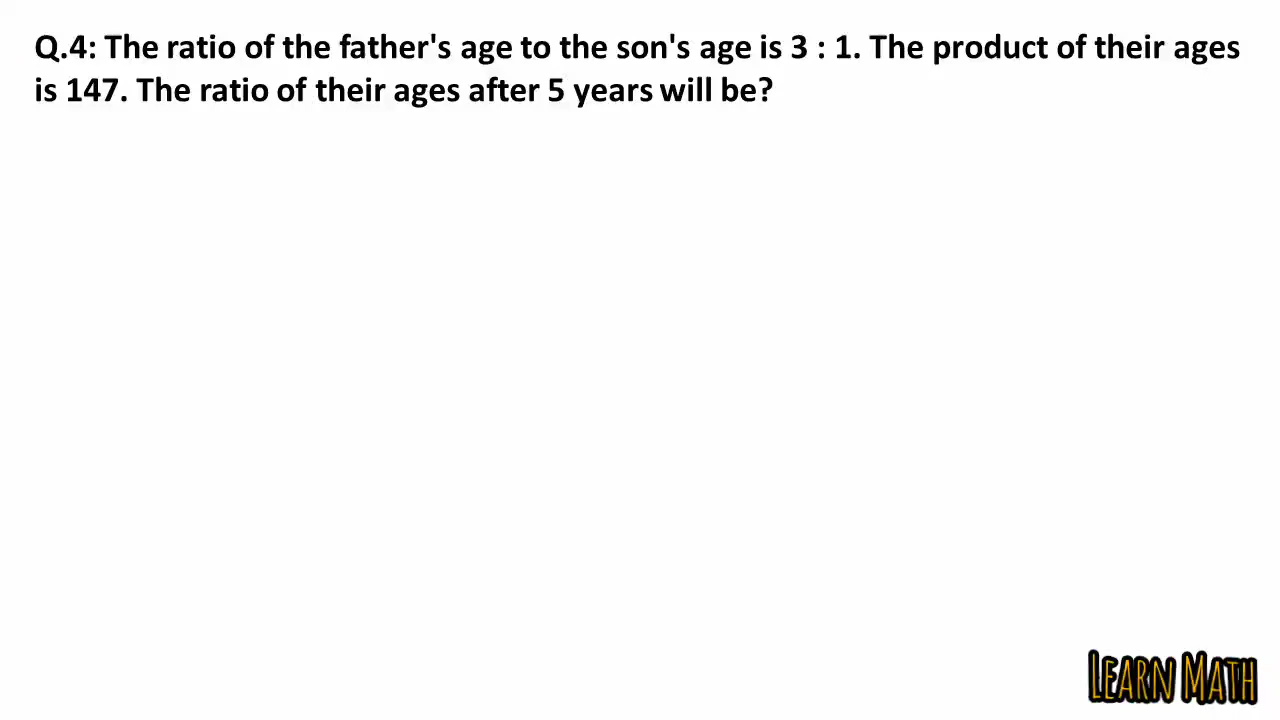 Q.4: The ratio of the father's age to the son's age is 3 : 1. The product of their ages
is 147. The ratio of their ages after 5 years will be?
LEARN MATH